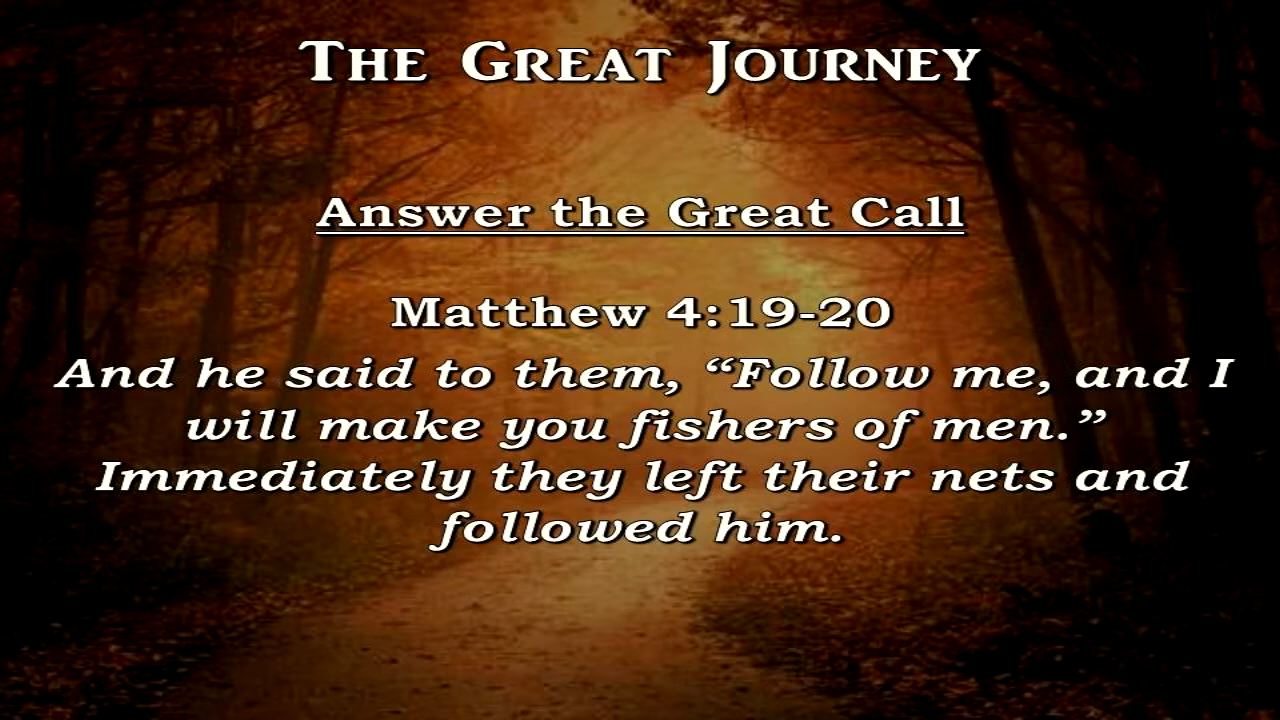 The Great Journey
Answer the Great Call
Matthew 4:19-20
And he said to them, “Follow me, and I
will make you fishers of men.”
Immediately they left their nets and
followed him.